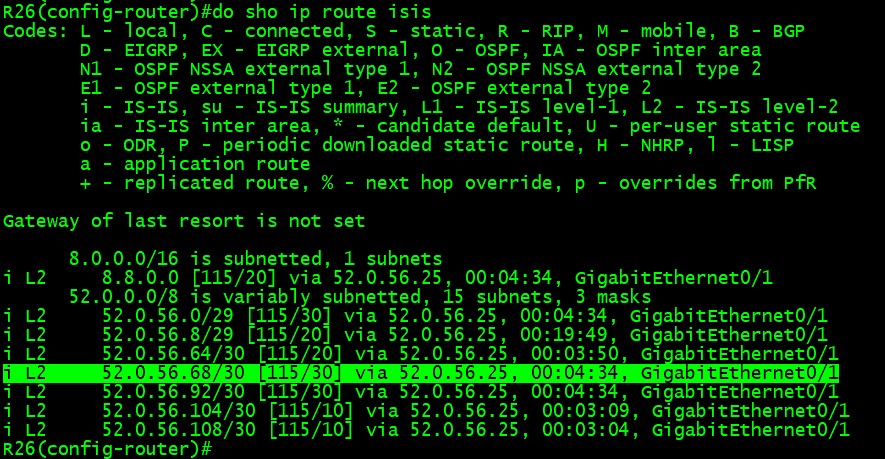 R26(config-router)#do sho ip route isis
Codes: L - local, C - connected, S - static, R - RIP, M - mobile, B - BGP
D - EIGRP, EX - EIGRP external, O - OSPF, IA - OSPF inter area
N1 - OSPF NSSA external type 1, N2 - OSPF NSSA external type 2
E1 - OSPF external type 1, E2 - OSPF external type 2
i - IS-IS, su - IS-IS summary, L1 - IS-IS level-1, L2 - IS-IS level-2
ia - IS-IS inter area, * - candidate default, U - per-user static route
o - ODR, P - periodic downloaded static route, H - NHRP, l - LISP
a - application route
+ - replicated route, % - next hop override, p - overrides from PfR
Gateway of last resort is not set
8.0.0.0/16 is subnetted, 1 subnets
i L2 8.8.0.0 [115/20] via 52.0.56.25, 00:04:34, GigabitEthernet0/1
52.0.0.0/8 is variably subnetted, 15 subnets, 3 masks
i L2 52.0.56.0/29 [115/30] via 52.0.56.25, 00:04:34, GigabitEthernet0/1
i L2 52.0.56.8/29 [115/20] via 52.0.56.25, 00:19:49, GigabitEthernet0/1
i L2 52.0.56.64/30 [115/20] via 52.0.56.25, 00:03:50, GigabitEthernet0/1
i L2 52.0.56.68/30 [115/30] via 52.0.56.25, 00:04:34, GigabitEthernet0/1
i L2 52.0.56.92/30 [115/30] via 52.0.56.25, 00:04:34, GigabitEthernet0/1
i L2 52.0.56.104/30 [115/10] via 52.0.56.25, 00:03:09, GigabitEthernet0/1
i L2 52.0.56.108/30 [115/10] via 52.0.56.25, 00:03:04, GigabitEthernet0/1
R26(config-router)#